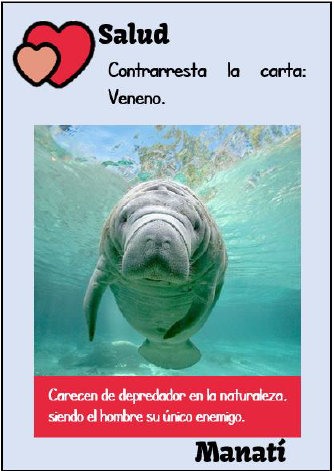 Salud
Contrarresta la carta:
Veneno.
Carecen de depredador en la naturaleza,
siendo el hombre su único enemigo.
Manatí